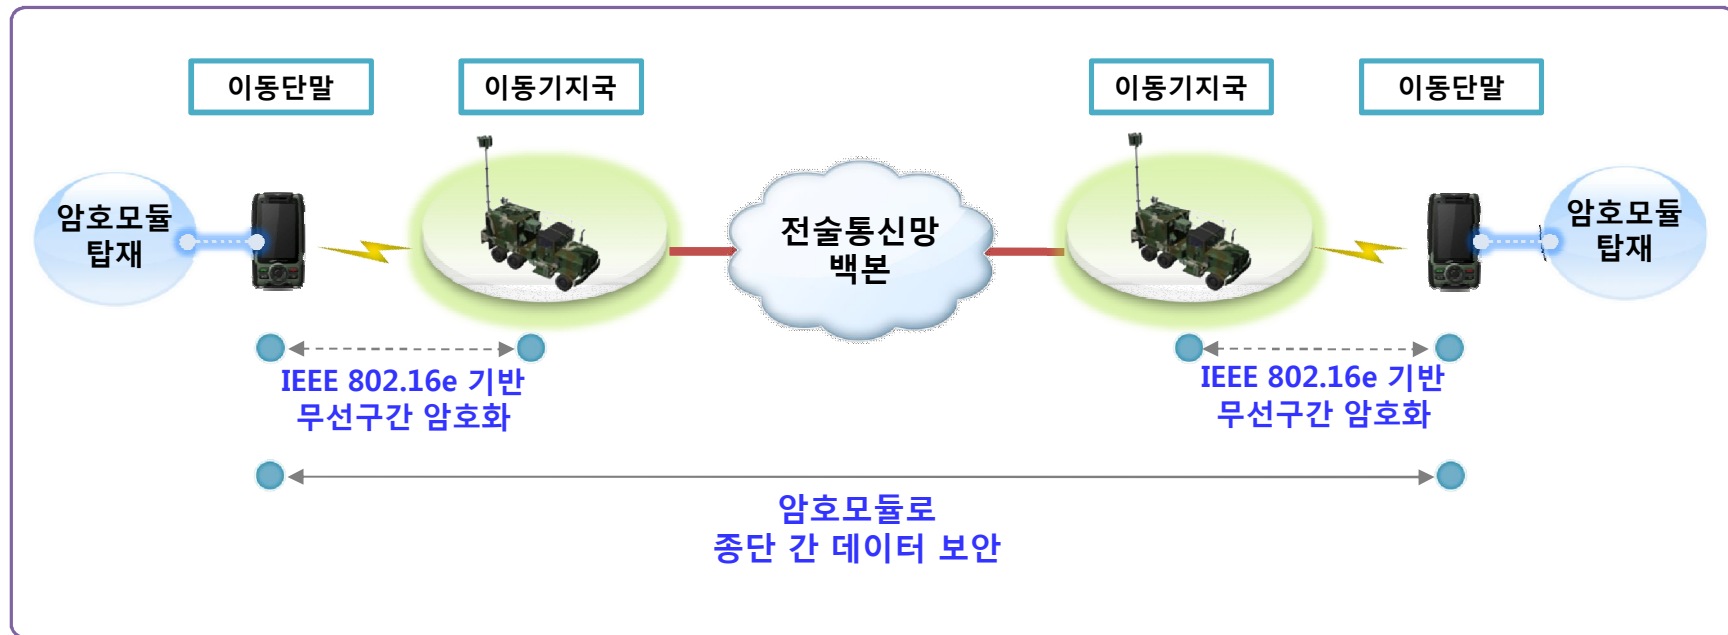 이동단말
이동기지국
이동기지국
이동단말
암호모듈
탑재
전술통신망
백본
암호모듈
탑재
IEEE 802.16e 기반
무선구간 암호화
IEEE 802.16e 기반
무선구간 암호화
암호모듈로
종단 간 데이터 보안